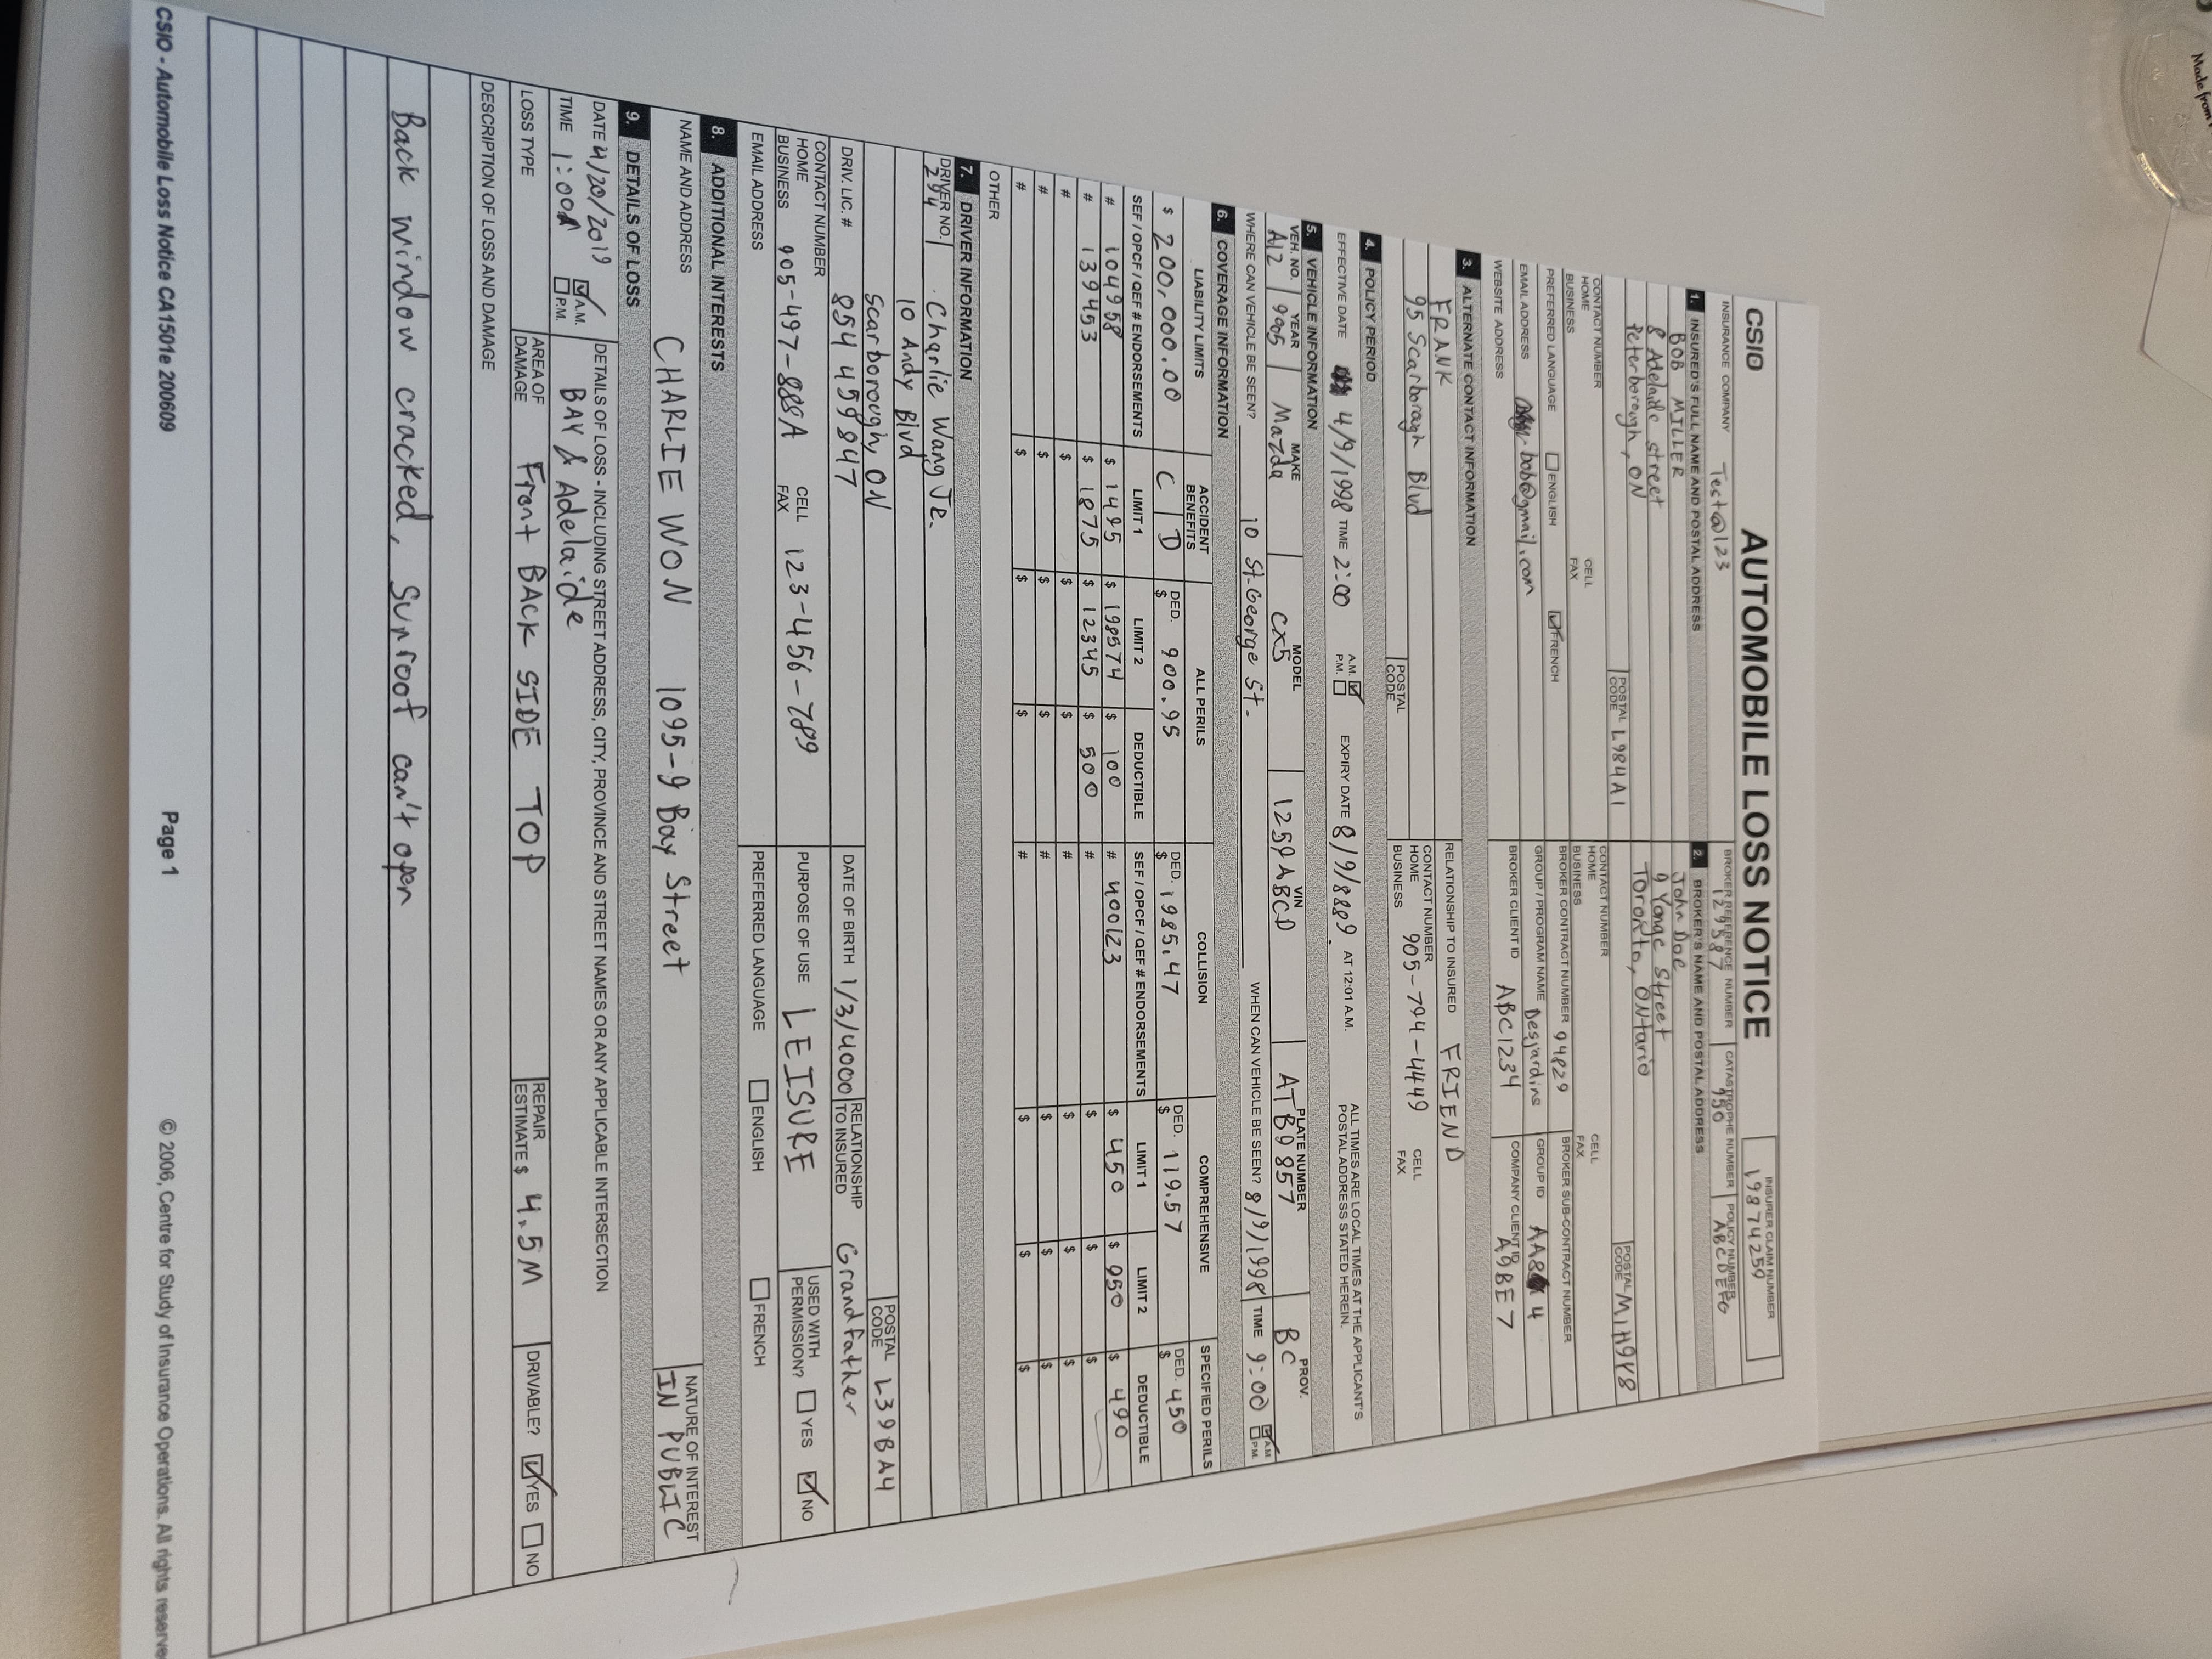 Made from
CSIO AUTOMOBILE LOSS NOTICE
INSURER CLAIM NUMBER
19874259
INSURANCE COMPANY Test@123
BROKER REFERENCE NUMBER 129587
CATASTROPHE NUMBER 950
POLICY NUMBER ABCDEFG
1. INSURED'S FULL NAME AND POSTAL ADDRESS
BOB MILLER
8 Adelaide street
Peterborough, ON
POSTAL CODE L984A1
CONTACT NUMBER
HOME CELL
BUSINESS FAX
PREFERRED LANGUAGE ENGLISH FRENCH
EMAIL ADDRESS bob@gmail.com
WEBSITE ADDRESS
2. BROKER'S NAME AND POSTAL ADDRESS
John Doe
9 Yonge Street
Toronto, Ontario
POSTAL CODE M1H9V8
CONTACT NUMBER
HOME CELL
BUSINESS FAX
BROKER CONTRACT NUMBER 94829 BROKER SUB-CONTRACT NUMBER
GROUP / PROGRAM NAME Desjardins GROUP ID AA8 4
BROKER CLIENT ID ABC1234 COMPANY CLIENT ID A9BE7
3. ALTERNATE CONTACT INFORMATION
FRANK
95 Scarborough Blvd
POSTAL CODE
RELATIONSHIP TO INSURED FRIEND
CONTACT NUMBER
HOME 905-794-4449 CELL
BUSINESS FAX
4. POLICY PERIOD
EFFECTIVE DATE 4/9/1998 TIME 2:00 A.M. P.M. EXPIRY DATE 8/9/8889. AT 12:01 A.M. ALL TIMES ARE LOCAL TIMES AT THE APPLICANT'S POSTAL ADDRESS STATED HEREIN.
5. VEHICLE INFORMATION
VEH. NO. YEAR MAKE MODEL VIN PLATE NUMBER PROV.
A12 9905 Mazda CX5 1259ABCD ATB9857 BC
WHERE CAN VEHICLE BE SEEN? 10 St. George St. WHEN CAN VEHICLE BE SEEN? 8/9/1998 TIME 9:00 A.M. P.M.
6. COVERAGE INFORMATION
LIABILITY LIMITS ACCIDENT BENEFITS ALL PERILS COLLISION COMPREHENSIVE SPECIFIED PERILS
$ 200,000.00 C D DED. $ 900.95 DED. $ 1985.47 DED. $ 119.57 DED. $ 450
SEF / OPCF / QEF # ENDORSEMENTS LIMIT 1 LIMIT 2 DEDUCTIBLE SEF / OPCF / QEF # ENDORSEMENTS LIMIT 1 LIMIT 2 DEDUCTIBLE
# 104958 $ 1495 $ 198574 $ 100 # 400123 $ 450 $ 950 $ 490
# 139453 $ 1875 $ 12345 $ 500 # $ $ $
# $ $ $ # $ $ $
# $ $ $ # $ $ $
# $ $ $ # $ $ $
OTHER
7. DRIVER INFORMATION
DRIVER NO. 294 Charlie Wang Jr.
10 Andy Blvd
Scarborough, ON
POSTAL CODE L39BA4
DRIV. LIC. # 854459847 DATE OF BIRTH 1/3/4000 RELATIONSHIP TO INSURED Grandfather
CONTACT NUMBER
HOME CELL 123-456-789
BUSINESS 905-497-888A FAX
PURPOSE OF USE LEISURE USED WITH PERMISSION? YES NO
EMAIL ADDRESS PREFERRED LANGUAGE ENGLISH FRENCH
8. ADDITIONAL INTERESTS
NAME AND ADDRESS CHARLIE WON 1095-9 Bay Street
NATURE OF INTEREST IN PUBLIC
9. DETAILS OF LOSS
DATE 4/20/2019 DETAILS OF LOSS - INCLUDING STREET ADDRESS, CITY, PROVINCE AND STREET NAMES OR ANY APPLICABLE INTERSECTION
TIME 1:00 A.M. P.M. BAY & Adelaide
LOSS TYPE AREA OF DAMAGE Front BACK SIDE TOP REPAIR ESTIMATE $ 4.5M DRIVABLE? YES NO
DESCRIPTION OF LOSS AND DAMAGE
Back window cracked, Sunroof can't open
CSIO - Automobile Loss Notice CA1501e 200609 Page 1 © 2006, Centre for Study of Insurance Operations. All rights reserve